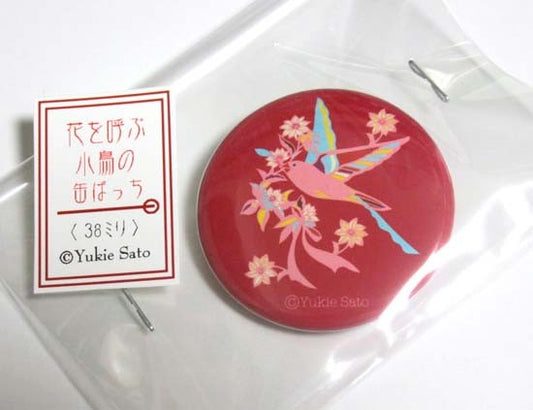 花を呼ぶ
小鳥の
缶ばっち
〈38ミリ〉
©Yukie Sato
©Yukie Sato